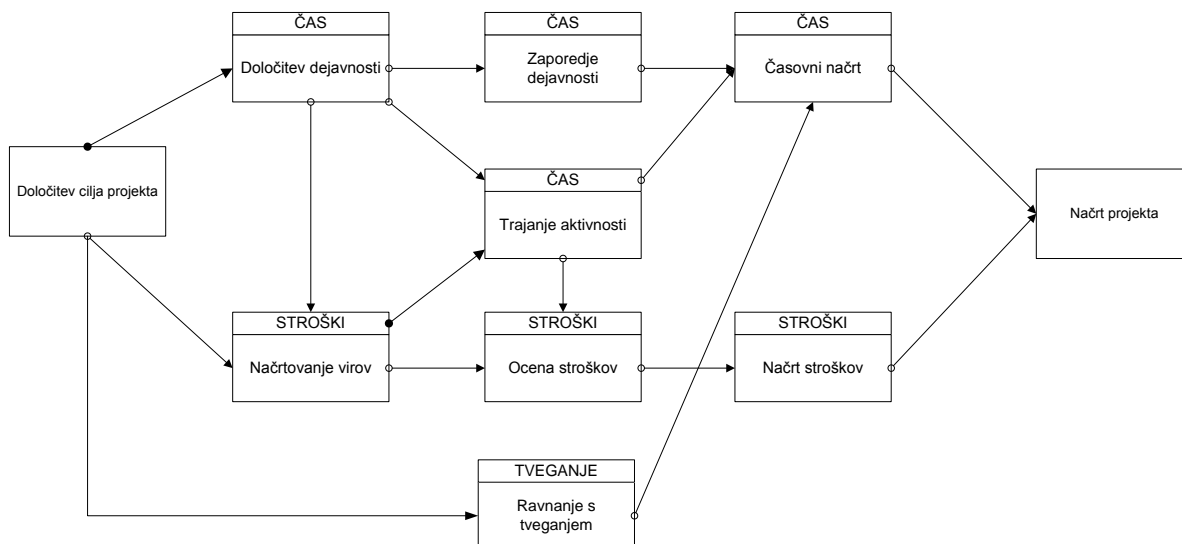 ČAS
Določitev dejavnosti
ČAS
Zaporedje
dejavnosti
ČAS
Časovni načrt
Določitev cilja projekta
ČAS
Trajanje aktivnosti
Načrt projekta
STROŠKI
Načrtovanje virov
STROŠKI
Ocena stroškov
STROŠKI
Načrt stroškov
TVEGANJE
Ravnanje s
tveganjem